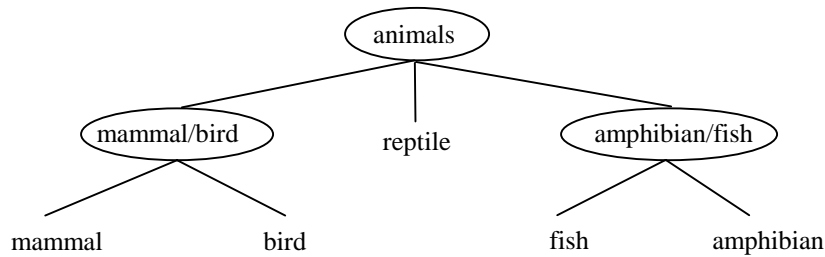 animals
mammal/bird
reptile
amphibian/fish
mammal
bird
fish
amphibian